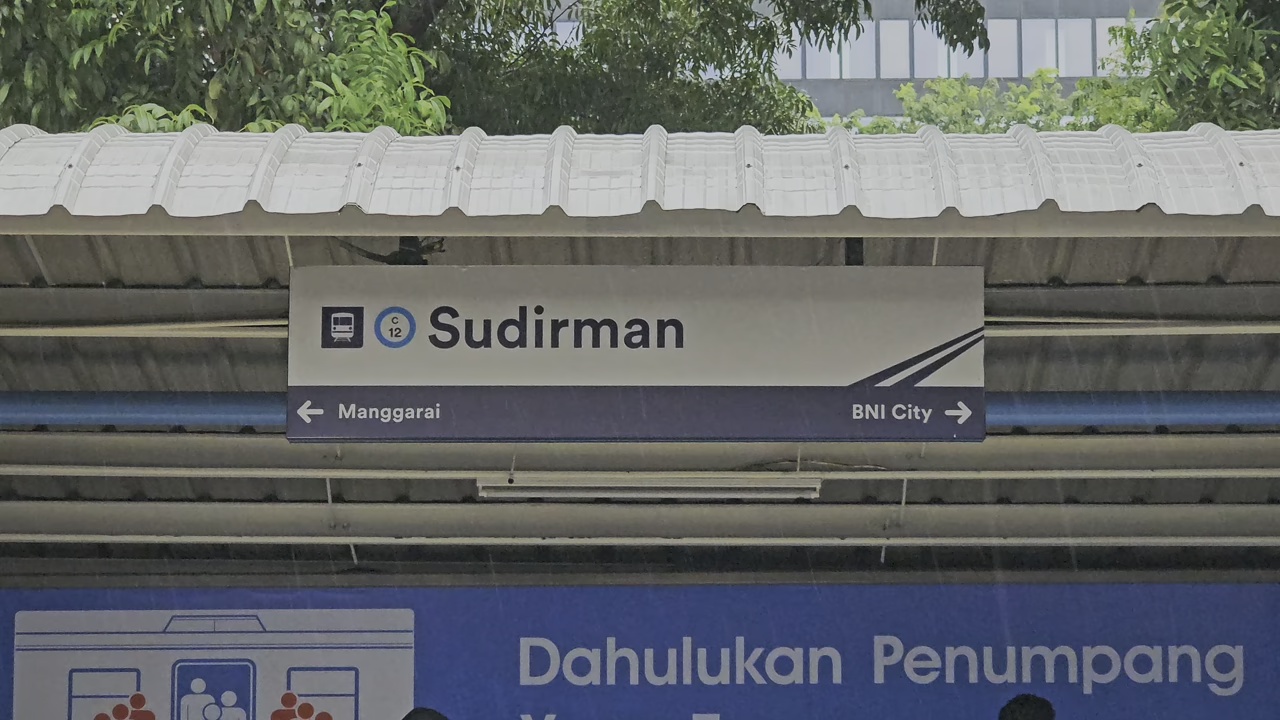 C
12
Sudirman
← Manggarai
BNI City →
Dahulukan Penumpang